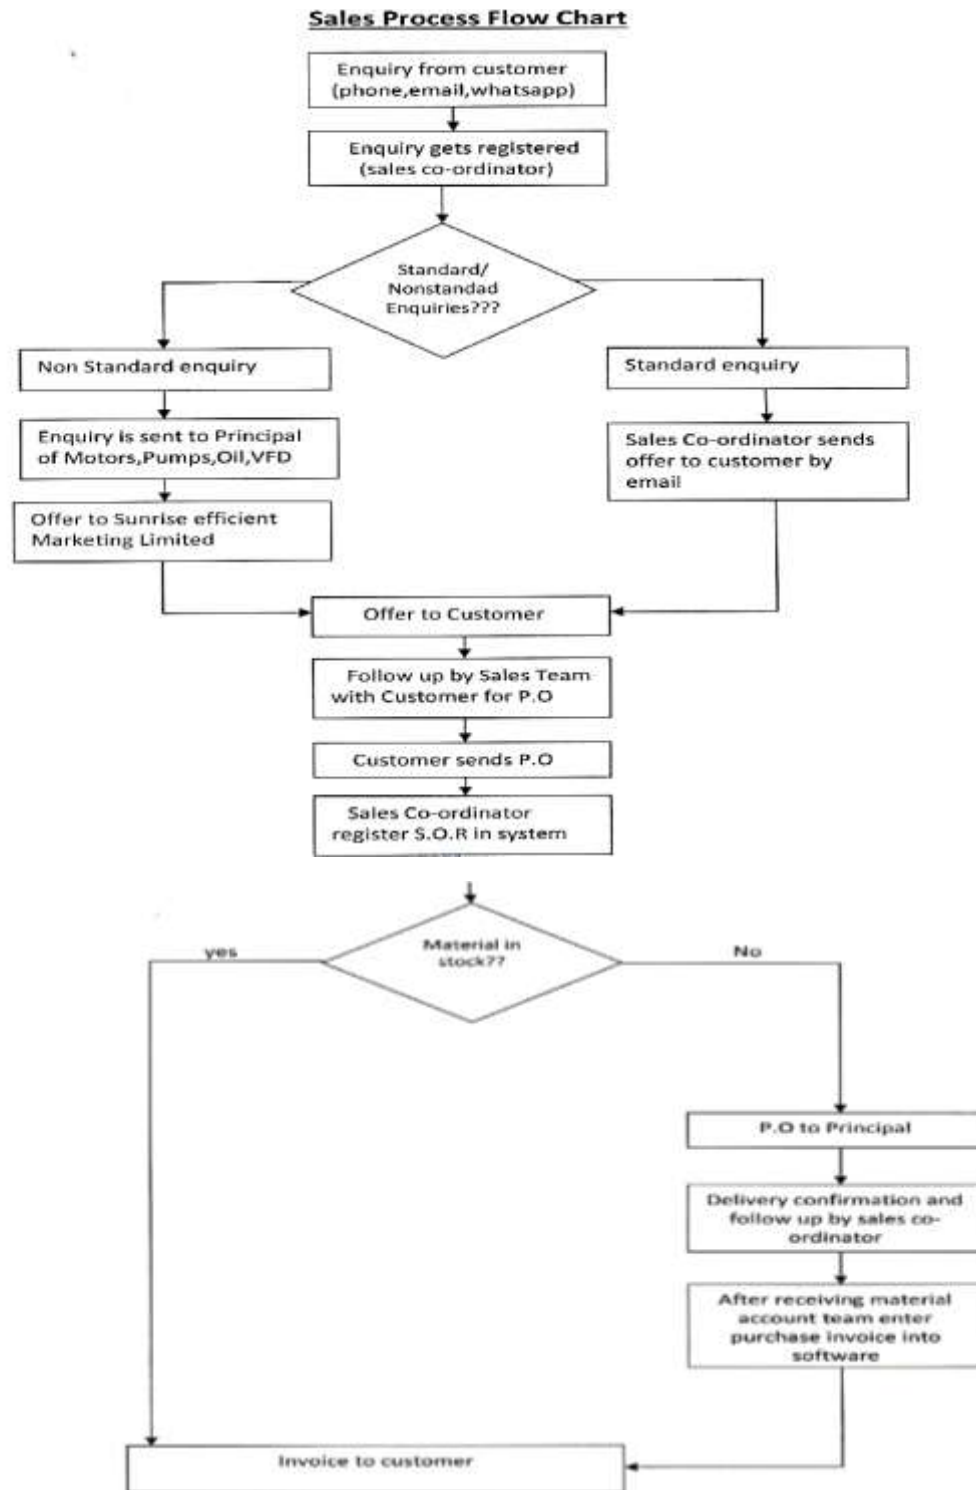 Sales Process Flow Chart
Enquiry from customer
(phone,email,whatsapp)
Enquiry gets registered
(sales co-ordinator)
Standard/
Nonstandad
Enquiries???
Non Standard enquiry
Standard enquiry
Enquiry is sent to Principal
of Motors,Pumps,Oil,VFD
Sales Co-ordinator sends
offer to customer by
email
Offer to Sunrise efficient
Marketing Limited
Offer to Customer
Follow up by Sales Team
with Customer for P.O
Customer sends P.O
Sales Co-ordinator
register S.O.R in system
Material in
stock??
yes
No
P.O to Principal
Delivery confirmation and
follow up by sales co-
ordinator
After receiving material
account team enter
purchase invoice into
software
Invoice to customer